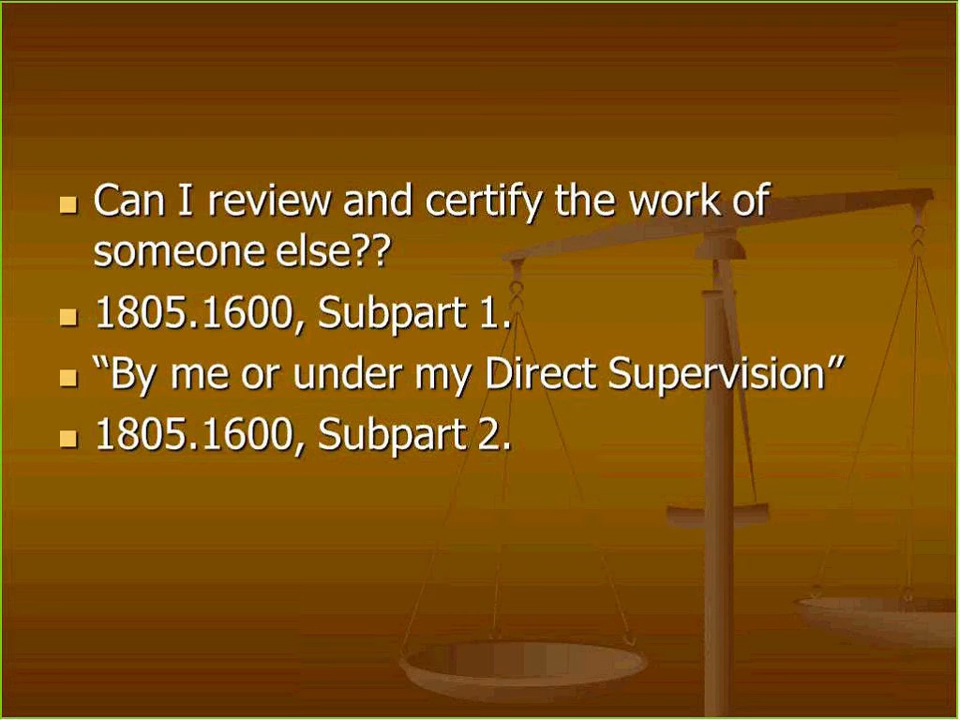 Can I review and certify the work of
someone else??
1805.1600, Subpart 1.
“By me or under my Direct Supervision”
1805.1600, Subpart 2.